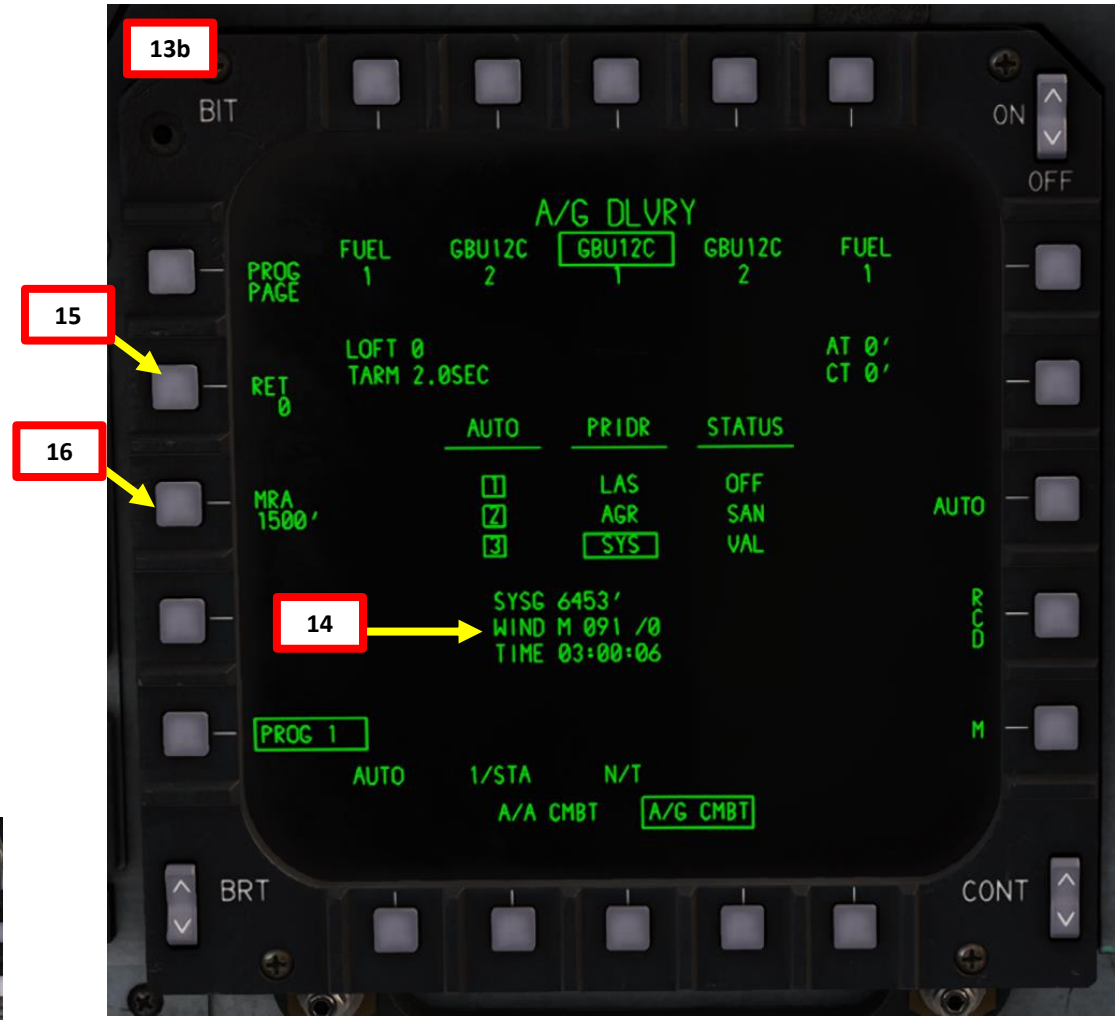 13b
BIT
ON
OFF
A/G DLVRY
FUEL GBU12C GBU12C GBU12C FUEL
1 2 1 2 1
PROG
PAGE
15
LOFT 0 AT 0'
TARM 2.0SEC CT 0'
RET
0
AUTO PRIDR STATUS
16
1 LAS OFF
MRA
1500'
2 AGR SAN
AUTO
3 SYS VAL
SYSG 6453'
14
WIND M 091 /0
TIME 03:00:06
RCD
PROG 1
M
AUTO 1/STA N/T
A/A CMBT A/G CMBT
BRT
CONT